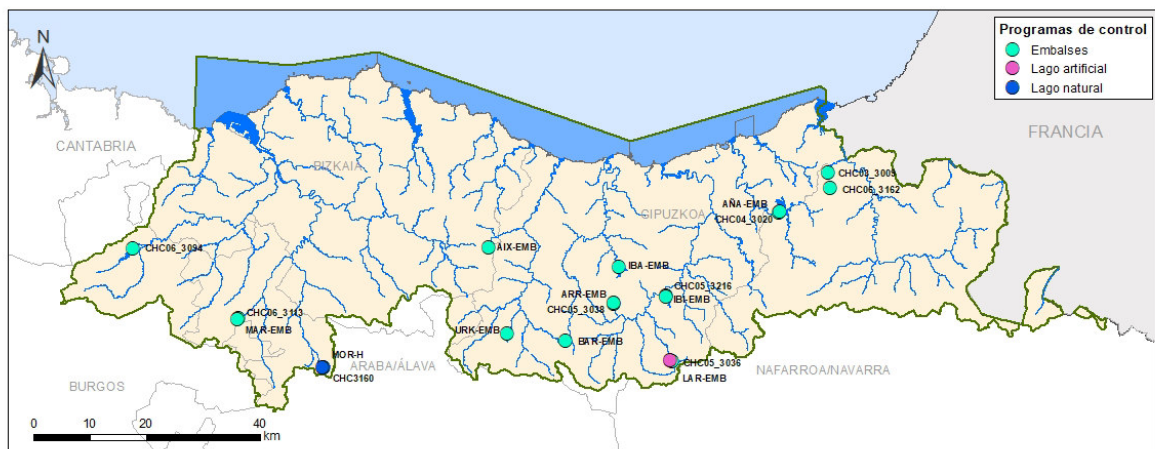 N
Programas de control
Embalses
Lago artificial
Lago natural
FRANCIA
CANTABRIA
BIZKAIA
CHC03_3005
CHC06_3162
AÑA-EMB
GIPUZKOA
CHC04_3020
CHC06_3094
AIX-EMB
IBA-EMB
CHC05_3216
ARR-EMB
IBI-EMB
CHC05_3038
CHC06_3113
MAR-EMB
URK-EMB
BAR-EMB
MOR-H
ARABA/ÁLAVA
CHC05_3036
NAFARROA/NAVARRA
CHC3160
LAR-EMB
BURGOS
0 10 20 40
km